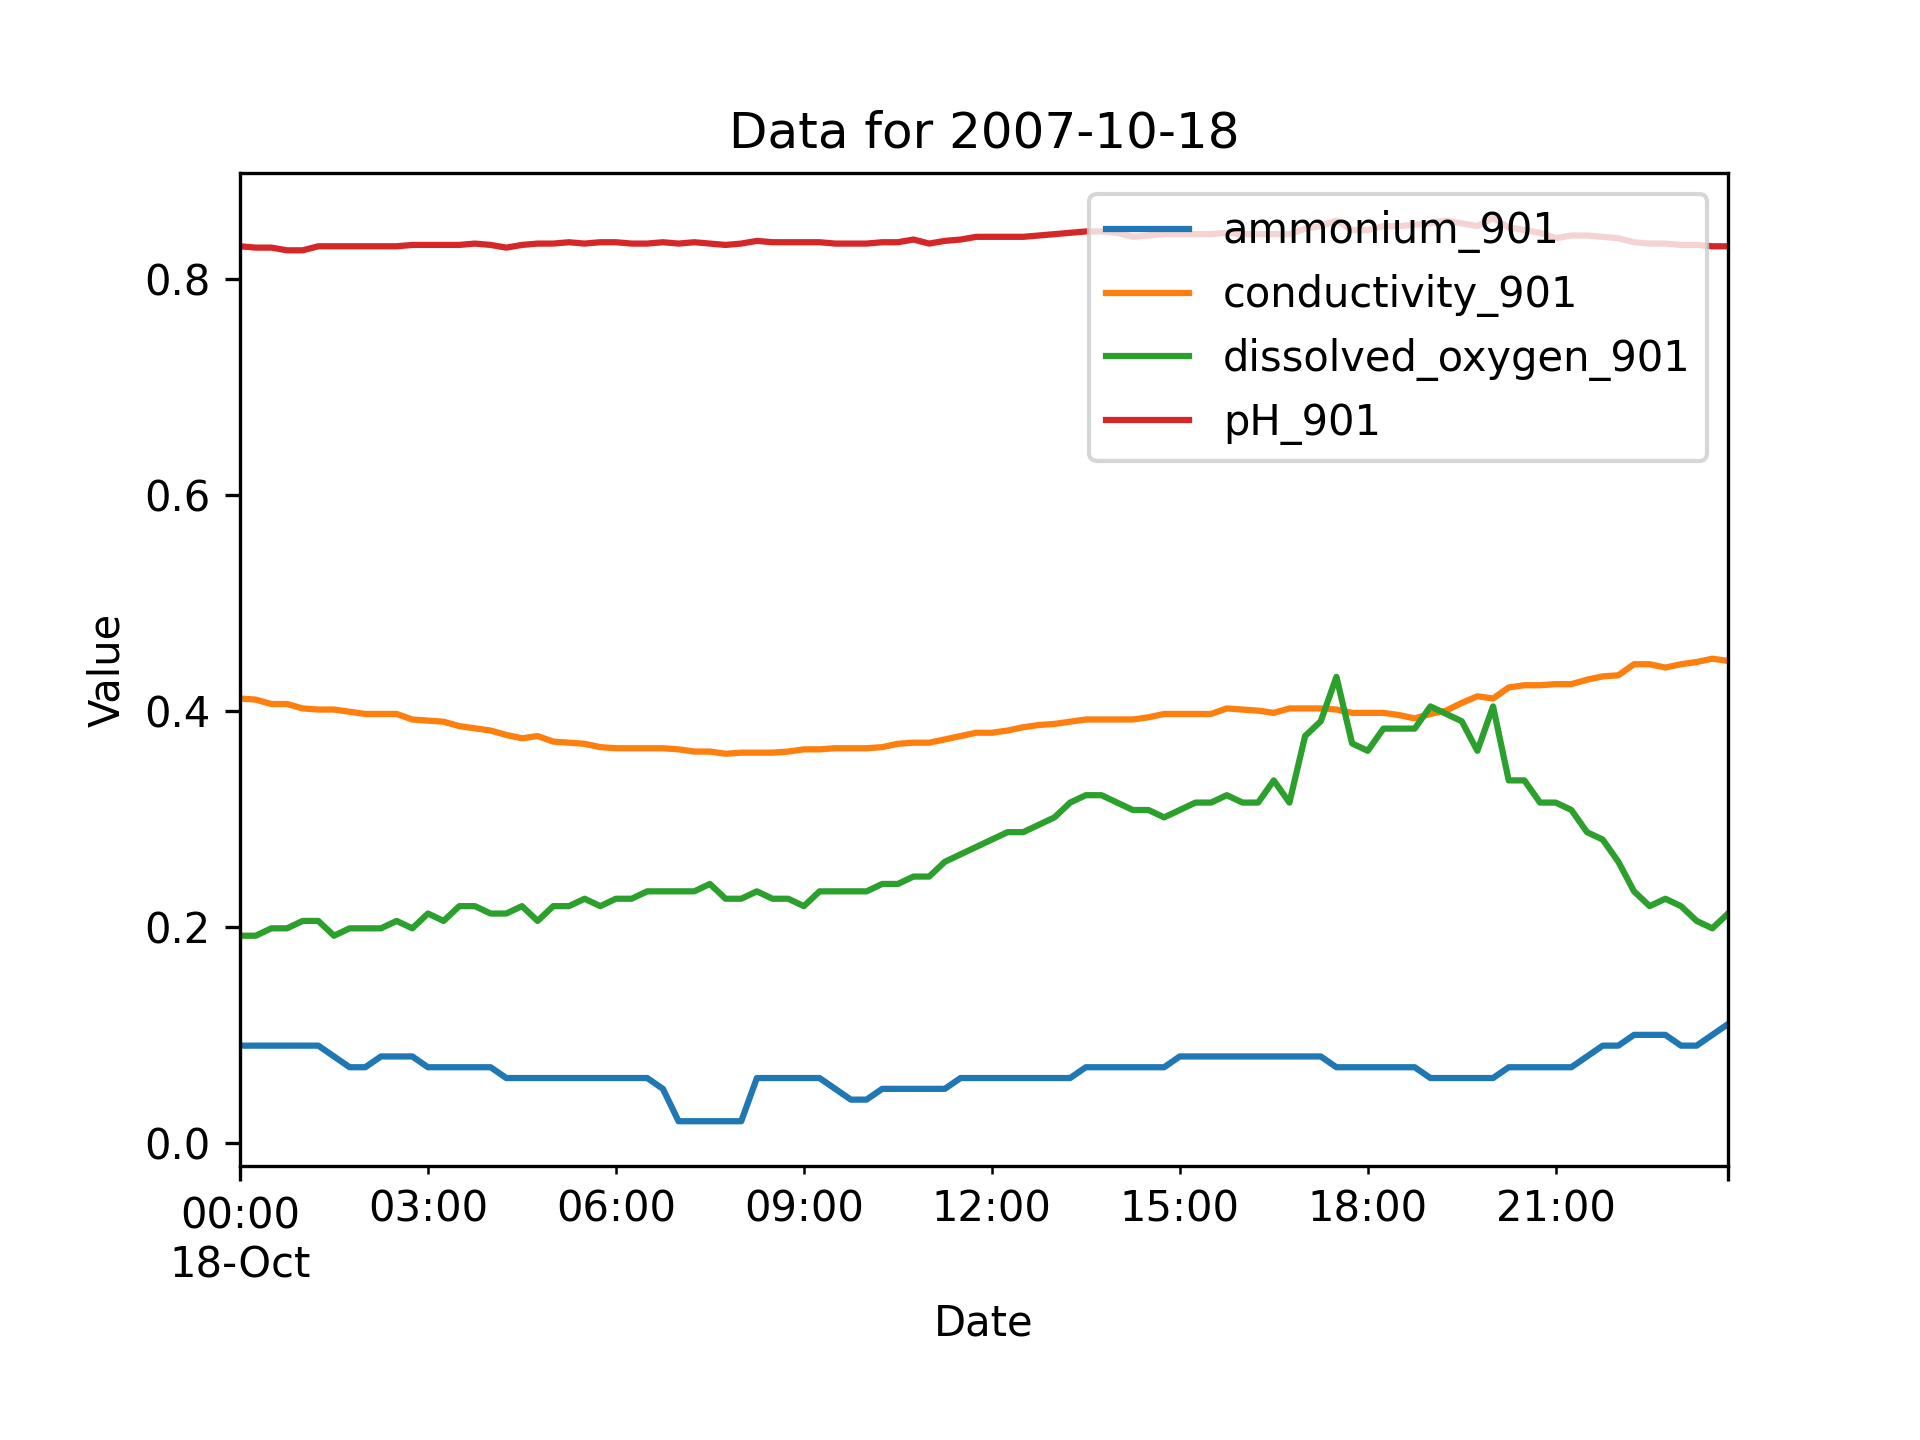 Data for 2007-10-18
ammonium_901
conductivity_901
dissolved_oxygen_901
pH_901
Value
0.8
0.6
0.4
0.2
0.0
00:00 03:00 06:00 09:00 12:00 15:00 18:00 21:00
18-Oct
Date